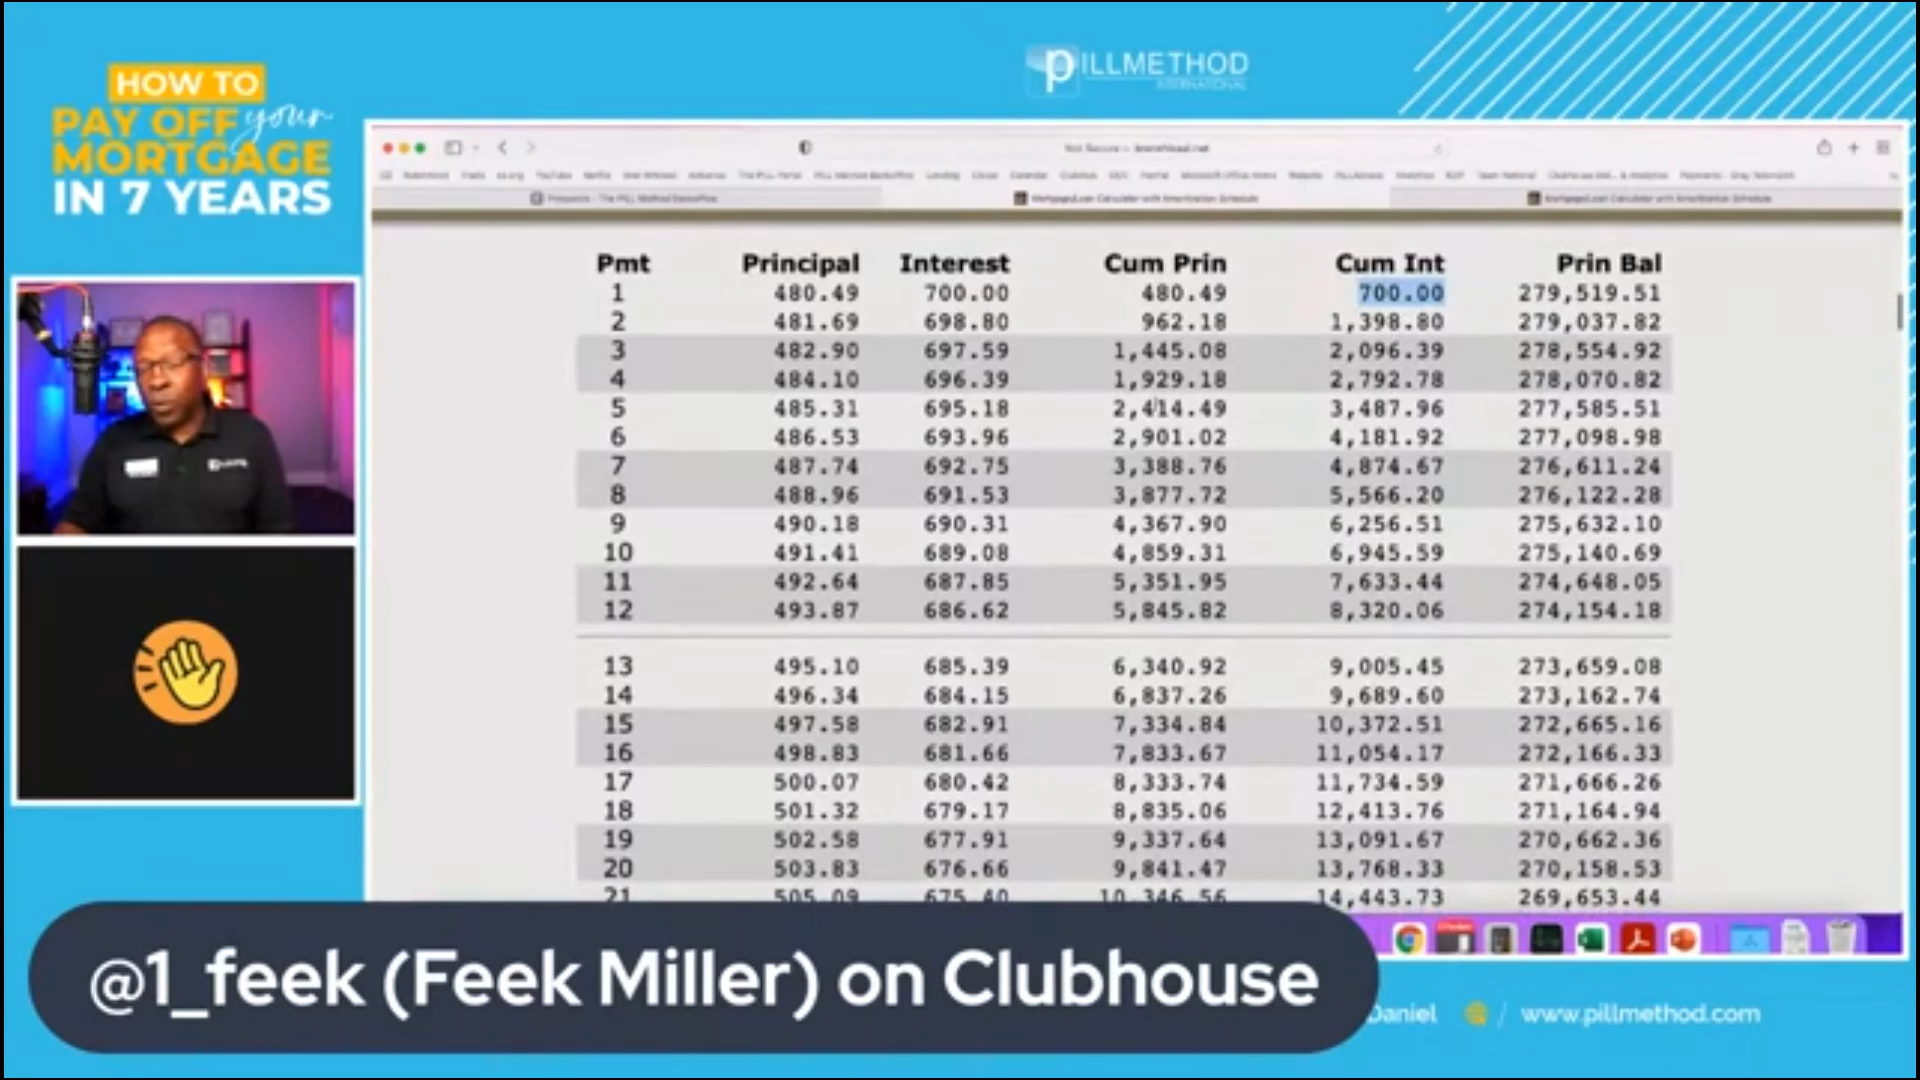 HOW TO
PAY OFF your
MORTGAGE
IN 7 YEARS
PILLMETHOD
INTERNATIONAL
Pmt Principal Interest Cum Prin Cum Int Prin Bal
1 480.49 700.00 480.49 700.00 279,519.51
2 481.69 698.80 962.18 1,398.80 279,037.82
3 482.90 697.59 1,445.08 2,096.39 278,554.92
4 484.10 696.39 1,929.18 2,792.78 278,070.82
5 485.31 695.18 2,414.49 3,487.96 277,585.51
6 486.53 693.96 2,901.02 4,181.92 277,098.98
7 487.74 692.75 3,388.76 4,874.67 276,611.24
8 488.96 691.53 3,877.72 5,566.20 276,122.28
9 490.18 690.31 4,367.90 6,256.51 275,632.10
10 491.41 689.08 4,859.31 6,945.59 275,140.69
11 492.64 687.85 5,351.95 7,633.44 274,648.05
12 493.87 686.62 5,845.82 8,320.06 274,154.18
13 495.10 685.39 6,340.92 9,005.45 273,659.08
14 496.34 684.15 6,837.26 9,689.60 273,162.74
15 497.58 682.91 7,334.84 10,372.51 272,665.16
16 498.83 681.66 7,833.67 11,054.17 272,166.33
17 500.07 680.42 8,333.74 11,734.59 271,666.26
18 501.32 679.17 8,835.06 12,413.76 271,164.94
19 502.58 677.91 9,337.64 13,091.67 270,662.36
20 503.83 676.66 9,841.47 13,768.33 270,158.53
21 505.09 675.40 10,346.56 14,443.73 269,653.44
@1_feek (Feek Miller) on Clubhouse
Daniel / www.pillmethod.com